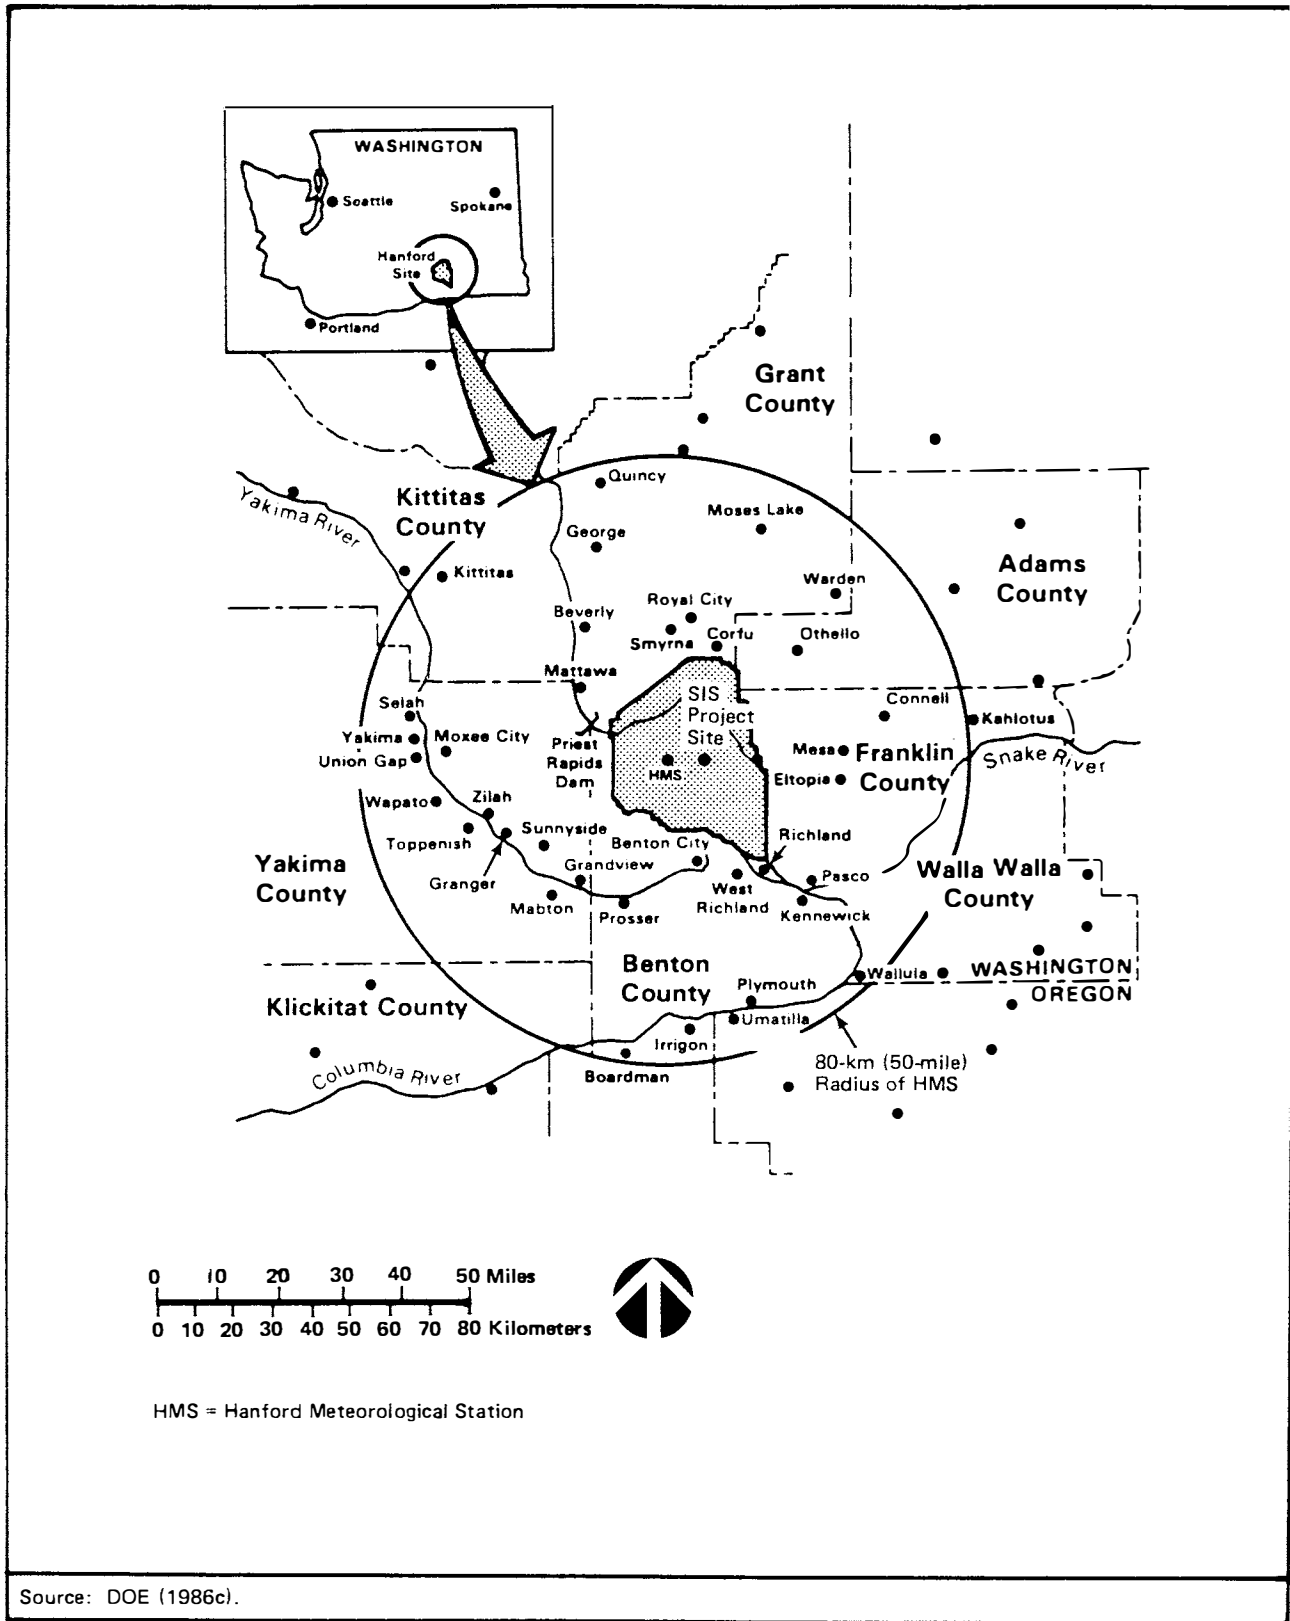 WASHINGTON
Seattle
Spokane
Hanford
Site
Portland
Grant
County
Kittitas
County
Yakima River
Quincy
Moses Lake
George
Adams
County
Kittitas
Warden
Beverly
Royal City
Smyrna
Corfu
Othello
Mattawa
SIS
Project
Site
Selah
Connell
Kahlotus
Yakima
Moxee City
Union Gap
Priest
Rapids
Dam
HMS
Mesa
Franklin
County
Snake River
Eltopia
Wapato
Zilah
Toppenish
Sunnyside
Benton City
Richland
Yakima
County
Granger
Grandview
West
Richland
Pasco
Walla Walla
County
Mabton
Prosser
Kennewick
Benton
County
Plymouth
Wallula
WASHINGTON
OREGON
Klickitat County
Umatilla
Irrigon
Columbia River
Boardman
80-km (50-mile)
Radius of HMS
0 10 20 30 40 50 Miles
0 10 20 30 40 50 60 70 80 Kilometers
HMS = Hanford Meteorological Station
Source: DOE (1986c).